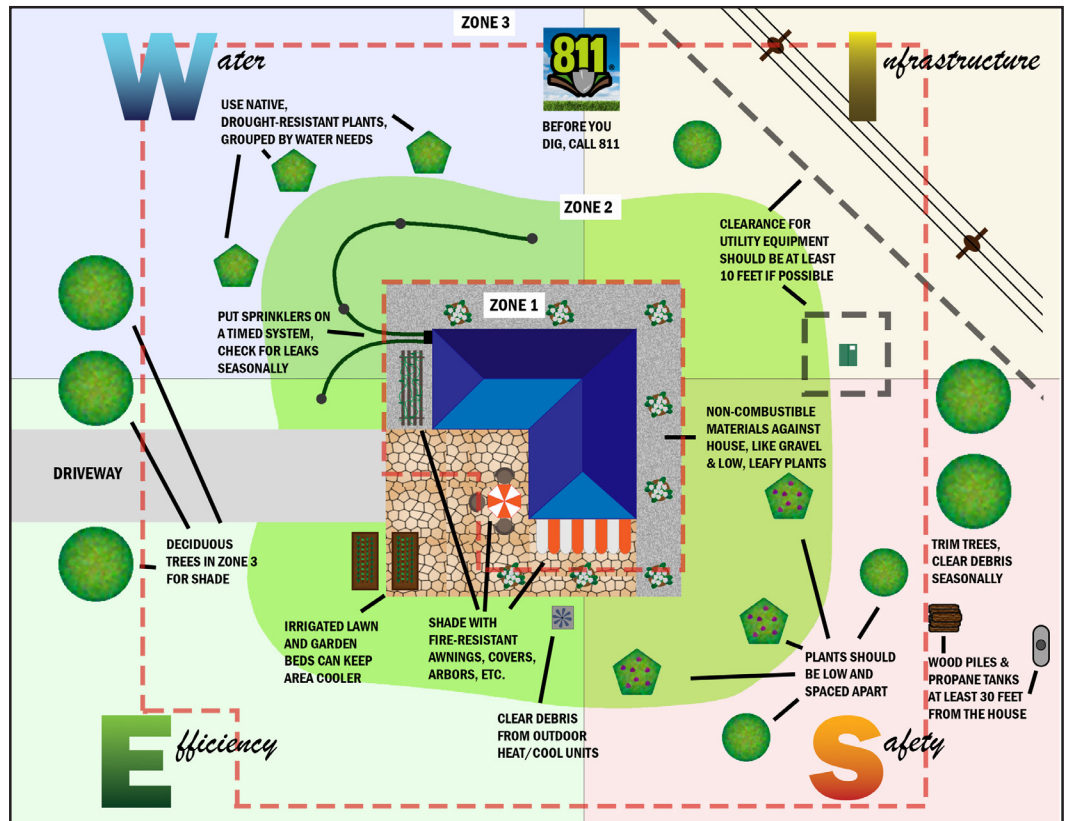 ZONE 3
Water
Infrastructure
811
BEFORE YOU
DIG, CALL 811
USE NATIVE,
DROUGHT-RESISTANT PLANTS,
GROUPED BY WATER NEEDS
ZONE 2
CLEARANCE FOR
UTILITY EQUIPMENT
SHOULD BE AT LEAST
10 FEET IF POSSIBLE
ZONE 1
PUT SPRINKLERS ON
A TIMED SYSTEM,
CHECK FOR LEAKS
SEASONALLY
NON-COMBUSTIBLE
MATERIALS AGAINST
HOUSE, LIKE GRAVEL
& LOW, LEAFY PLANTS
DRIVEWAY
DECIDUOUS
TREES IN ZONE 3
FOR SHADE
TRIM TREES,
CLEAR DEBRIS
SEASONALLY
IRRIGATED LAWN
AND GARDEN
BEDS CAN KEEP
AREA COOLER
SHADE WITH
FIRE-RESISTANT
AWNINGS, COVERS,
ARBORS, ETC.
PLANTS SHOULD
BE LOW AND
SPACED APART
WOOD PILES &
PROPANE TANKS
AT LEAST 30 FEET
FROM THE HOUSE
CLEAR DEBRIS
FROM OUTDOOR
HEAT/COOL UNITS
Efficiency
Safety